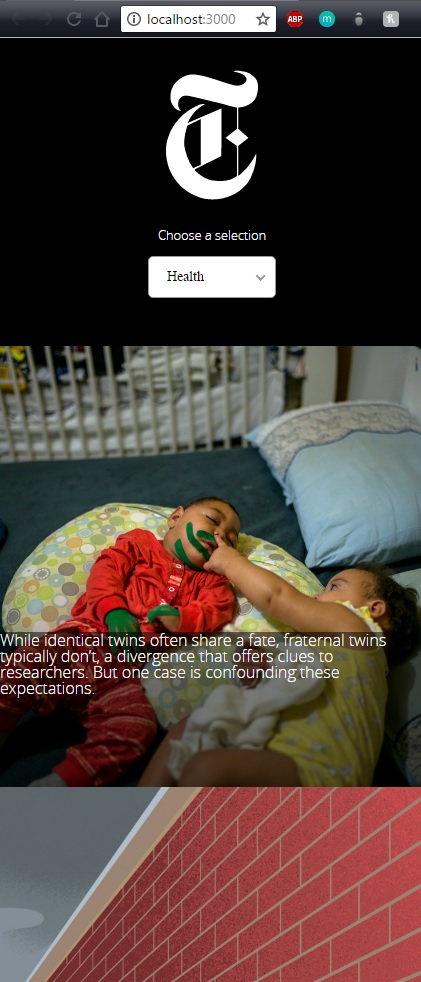 localhost:3000
ABP
m
Choose a selection
Health
While identical twins often share a fate, fraternal twins
typically don't, a divergence that offers clues to
researchers. But one case is confounding these
expectations.